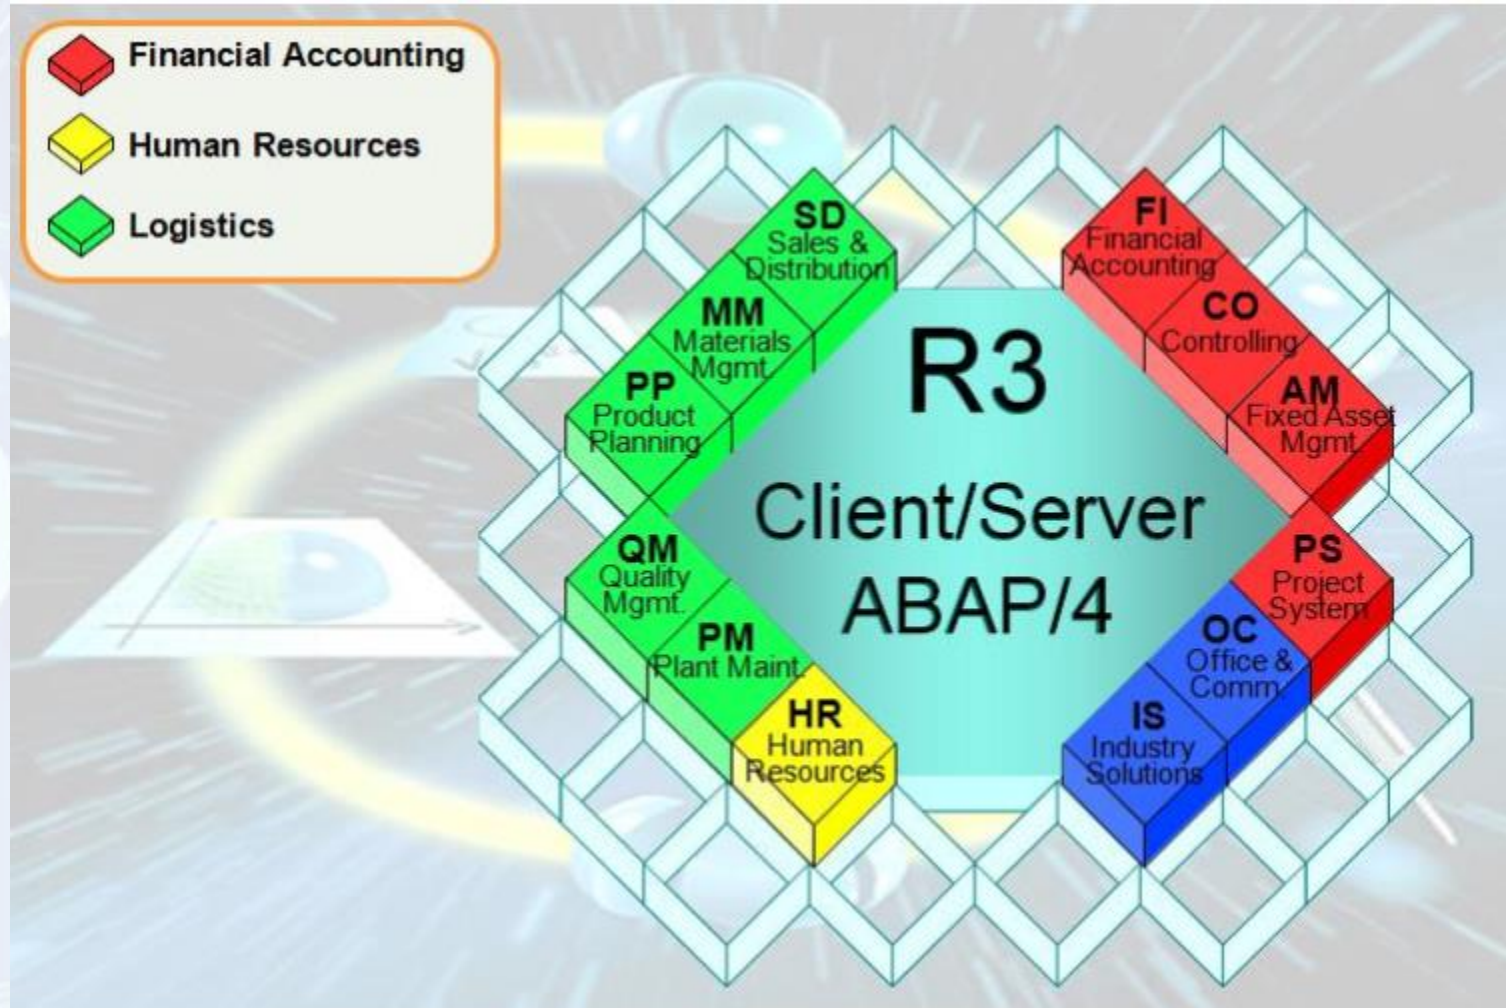 Financial Accounting
Human Resources
Logistics
SD
Sales &
Distribution
MM
Materials
Mgmt.
PP
Product
Planning
QM
Quality
Mgmt.
PM
Plant Maint.
HR
Human
Resources
R3
Client/Server
ABAP/4
FI
Financial
Accounting
CO
Controlling
AM
Fixed Asset
Mgmt.
PS
Project
System
OC
Office &
Comm.
IS
Industry
Solutions